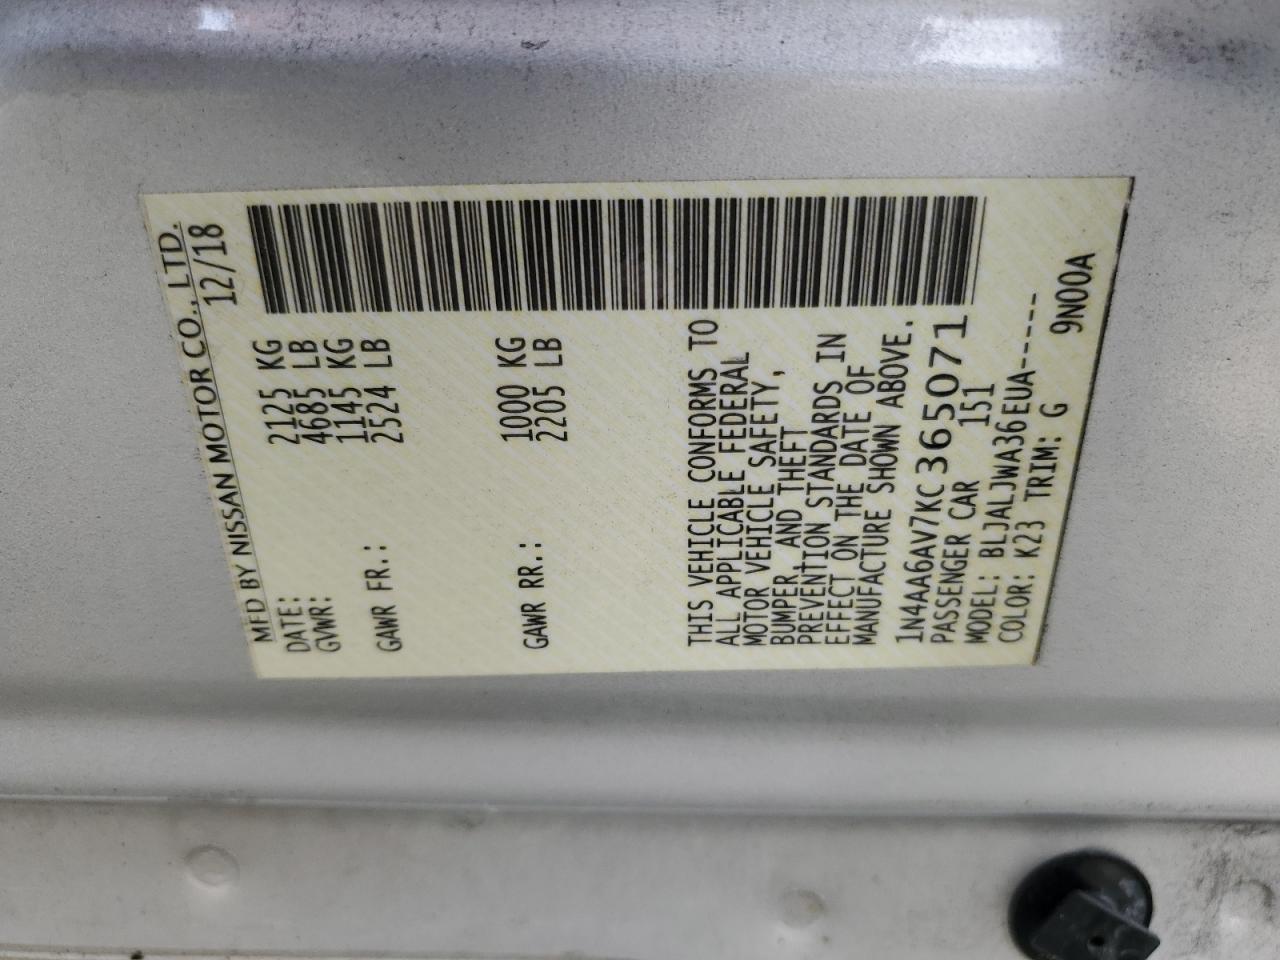 MFD BY NISSAN MOTOR CO., LTD.
DATE: 12/18
GVWR: 2125 KG
4685 LB
GAWR FR.: 1145 KG
2524 LB
GAWR RR.: 1000 KG
2205 LB
THIS VEHICLE CONFORMS TO
ALL APPLICABLE FEDERAL
MOTOR VEHICLE SAFETY,
BUMPER, AND THEFT
PREVENTION STANDARDS IN
EFFECT ON THE DATE OF
MANUFACTURE SHOWN ABOVE.
1N4AA6AV7KC365071
PASSENGER CAR 151
MODEL: BLJALJWA36EUA------
COLOR: K23 TRIM: G 9N00A